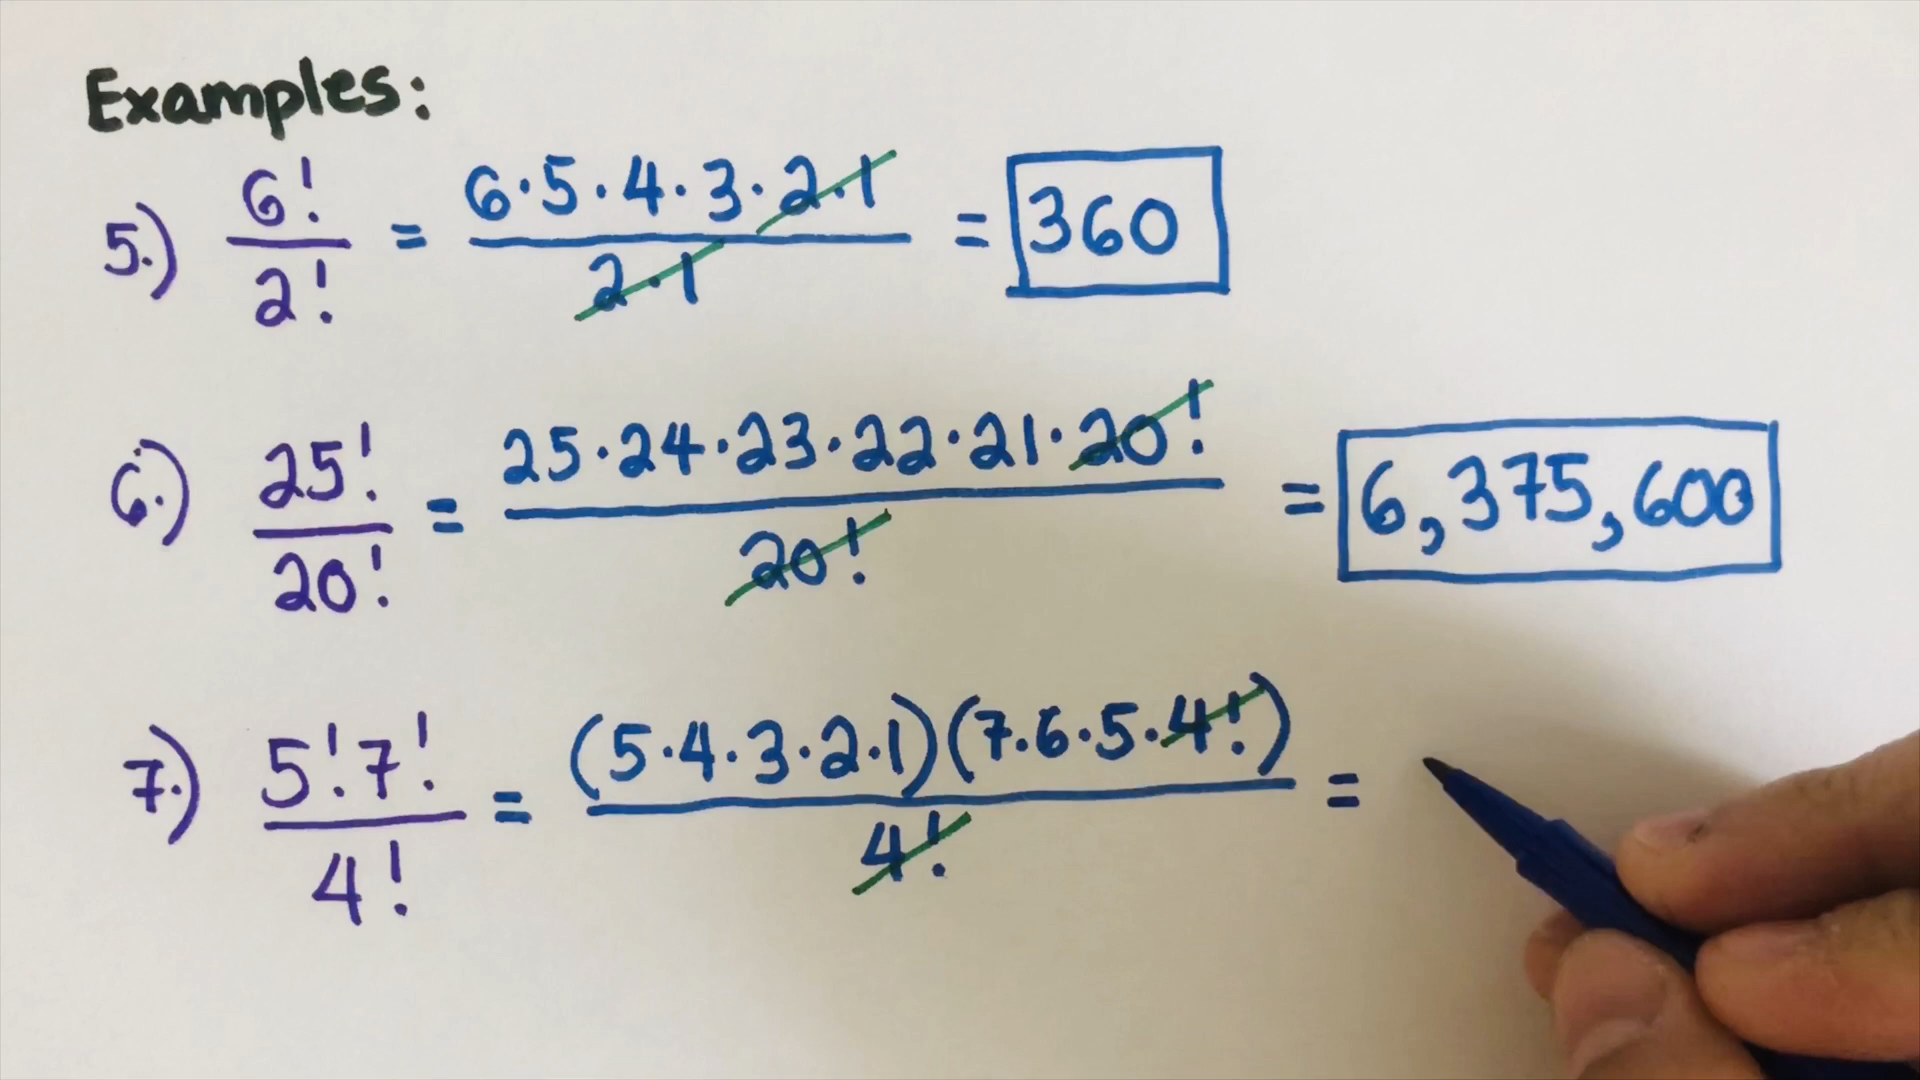 Examples:
5.) 6!/2! = 6·5·4·3·2·1/2·1 = 360
6.) 25!/20! = 25·24·23·22·21·20!/20! = 6,375,600
7.) 5!7!/4! = (5·4·3·2·1)(7.6·5·4!)/4! =